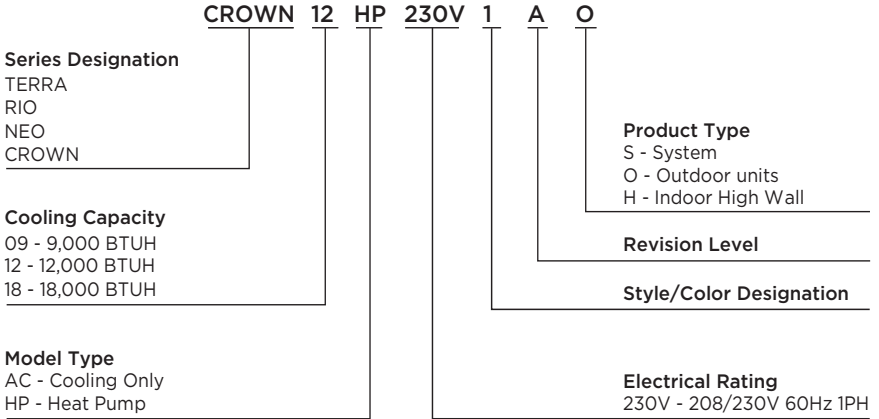 CROWN 12 HP 230V 1 A O
Series Designation
TERRA
RIO
NEO
CROWN
Cooling Capacity
09 - 9,000 BTUH
12 - 12,000 BTUH
18 - 18,000 BTUH
Model Type
AC - Cooling Only
HP - Heat Pump
Product Type
S - System
O - Outdoor units
H - Indoor High Wall
Revision Level
Style/Color Designation
Electrical Rating
230V - 208/230V 60Hz 1PH